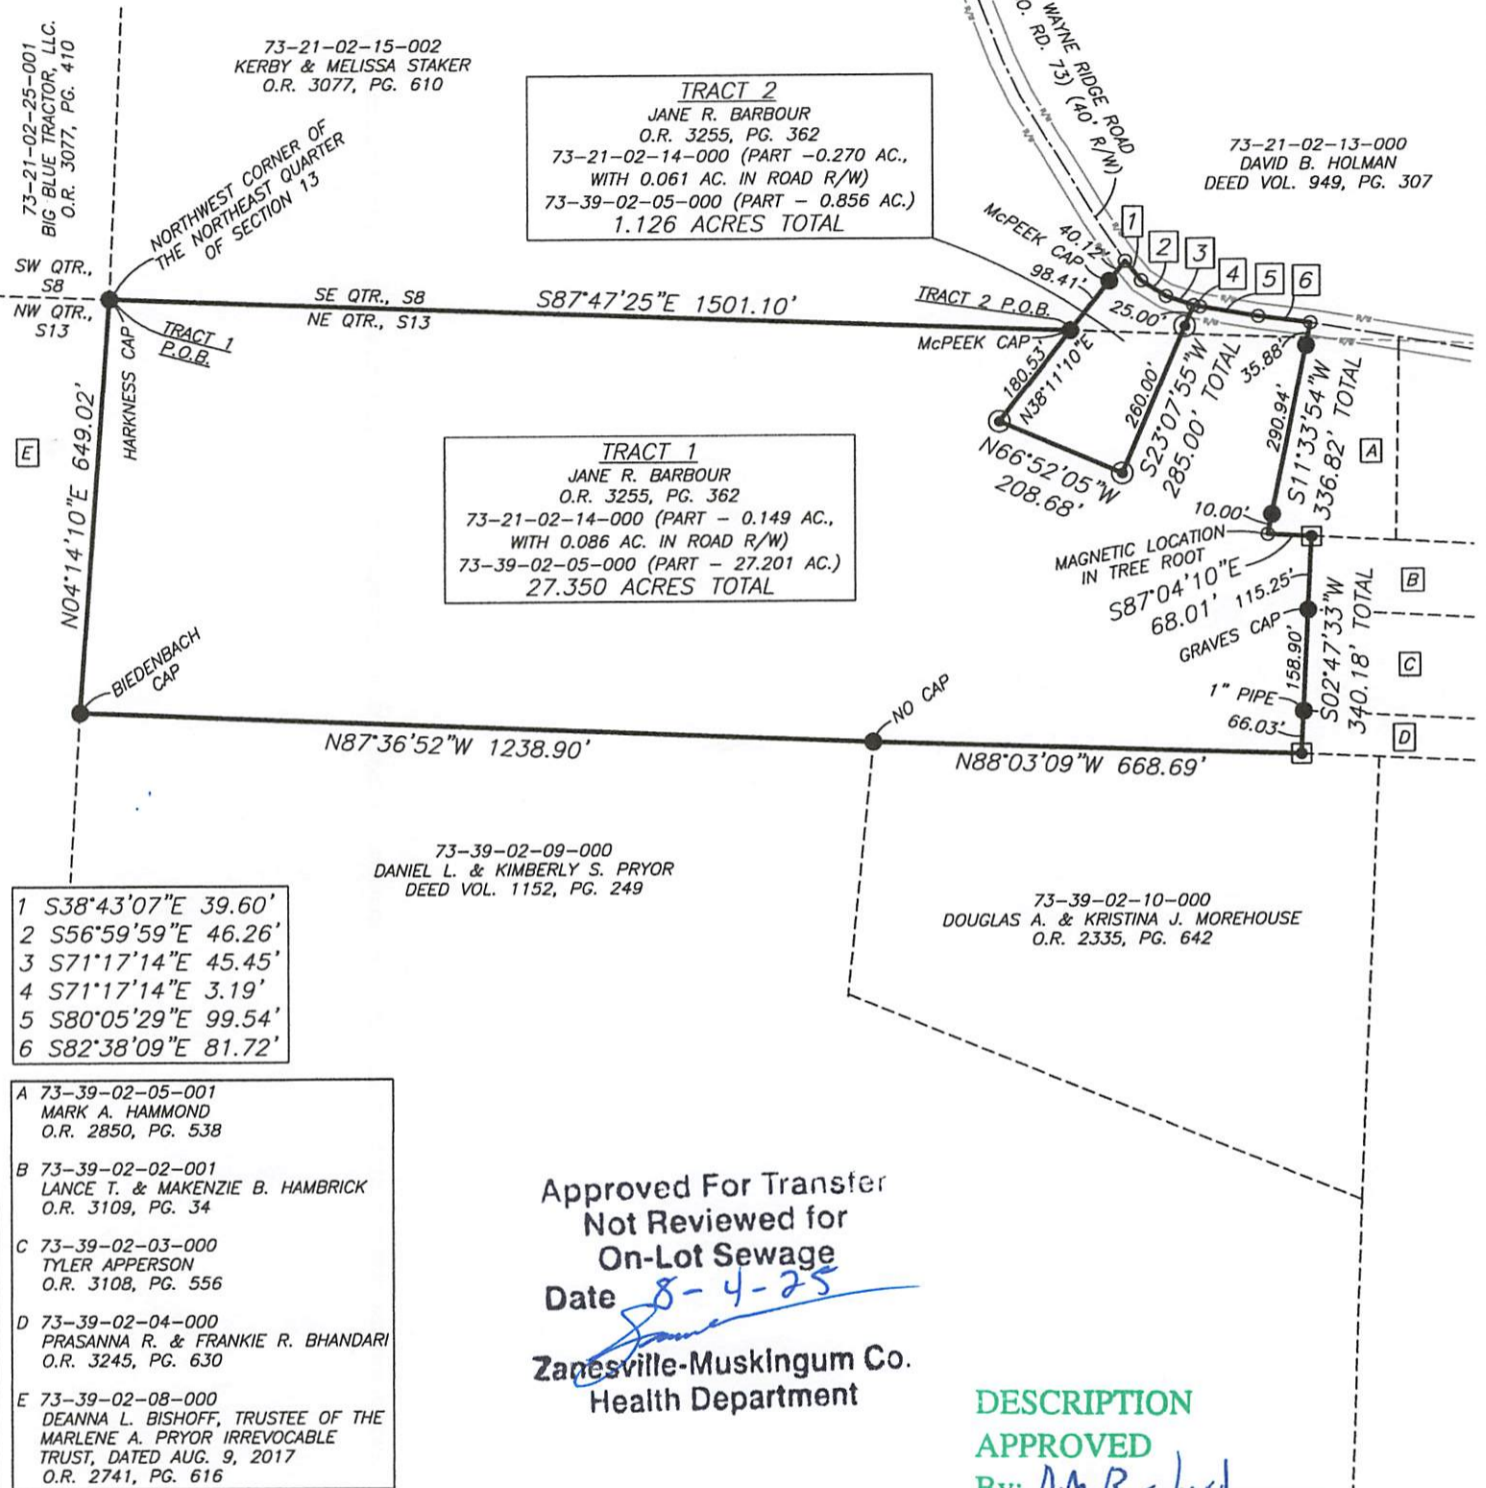 73-21-02-25-001
BIG BLUE TRACTOR, LLC.
O.R. 3077, PG. 410
73-21-02-15-002
KERBY & MELISSA STAKER
O.R. 3077, PG. 610
TRACT 2
JANE R. BARBOUR
O.R. 3255, PG. 362
73-21-02-14-000 (PART -0.270 AC.,
WITH 0.061 AC. IN ROAD R/W)
73-39-02-05-000 (PART - 0.856 AC.)
1.126 ACRES TOTAL
WAYNE RIDGE ROAD
O. RD. 73) (40' R/W)
R/W
R/W
R/W
R/W
R/W
R/W
R/W
73-21-02-13-000
DAVID B. HOLMAN
DEED VOL. 949, PG. 307
NORTHWEST CORNER OF
THE NORTHEAST QUARTER
OF SECTION 13
SW QTR.,
S8
NW QTR.,
S13
TRACT 1
P.O.B.
HARKNESS CAP
SE QTR., S8
NE QTR., S13
S87°47'25"E 1501.10'
McPEEK CAP
40.12'
98.41'
1
2
3
4
5
6
TRACT 2 P.O.B.
McPEEK CAP
25.00'
180.53'
N38°11'10"E
260.00'
S23°07'55"W
285.00' TOTAL
N66°52'05"W
208.68'
35.88'
290.94'
S11°33'54"W
336.82' TOTAL
A
10.00'
MAGNETIC LOCATION
IN TREE ROOT
S87°04'10"E
68.01'
115.25'
B
GRAVES CAP
158.90'
S02°47'33"W
340.18' TOTAL
C
1" PIPE
66.03'
D
E
N04°14'10"E 649.02'
TRACT 1
JANE R. BARBOUR
O.R. 3255, PG. 362
73-21-02-14-000 (PART - 0.149 AC.,
WITH 0.086 AC. IN ROAD R/W)
73-39-02-05-000 (PART - 27.201 AC.)
27.350 ACRES TOTAL
BIEDENBACH
CAP
NO CAP
N87°36'52"W 1238.90'
N88°03'09"W 668.69'
73-39-02-09-000
DANIEL L. & KIMBERLY S. PRYOR
DEED VOL. 1152, PG. 249
73-39-02-10-000
DOUGLAS A. & KRISTINA J. MOREHOUSE
O.R. 2335, PG. 642
1 S38°43'07"E 39.60'
2 S56°59'59"E 46.26'
3 S71°17'14"E 45.45'
4 S71°17'14"E 3.19'
5 S80°05'29"E 99.54'
6 S82°38'09"E 81.72'
A 73-39-02-05-001
MARK A. HAMMOND
O.R. 2850, PG. 538
B 73-39-02-02-001
LANCE T. & MAKENZIE B. HAMBRICK
O.R. 3109, PG. 34
C 73-39-02-03-000
TYLER APPERSON
O.R. 3108, PG. 556
D 73-39-02-04-000
PRASANNA R. & FRANKIE R. BHANDARI
O.R. 3245, PG. 630
E 73-39-02-08-000
DEANNA L. BISHOFF, TRUSTEE OF THE
MARLENE A. PRYOR IRREVOCABLE
TRUST, DATED AUG. 9, 2017
O.R. 2741, PG. 616
Approved For Transfer
Not Reviewed for
On-Lot Sewage
Date 8-4-25
Zanesville-Muskingum Co.
Health Department
DESCRIPTION
APPROVED
By: